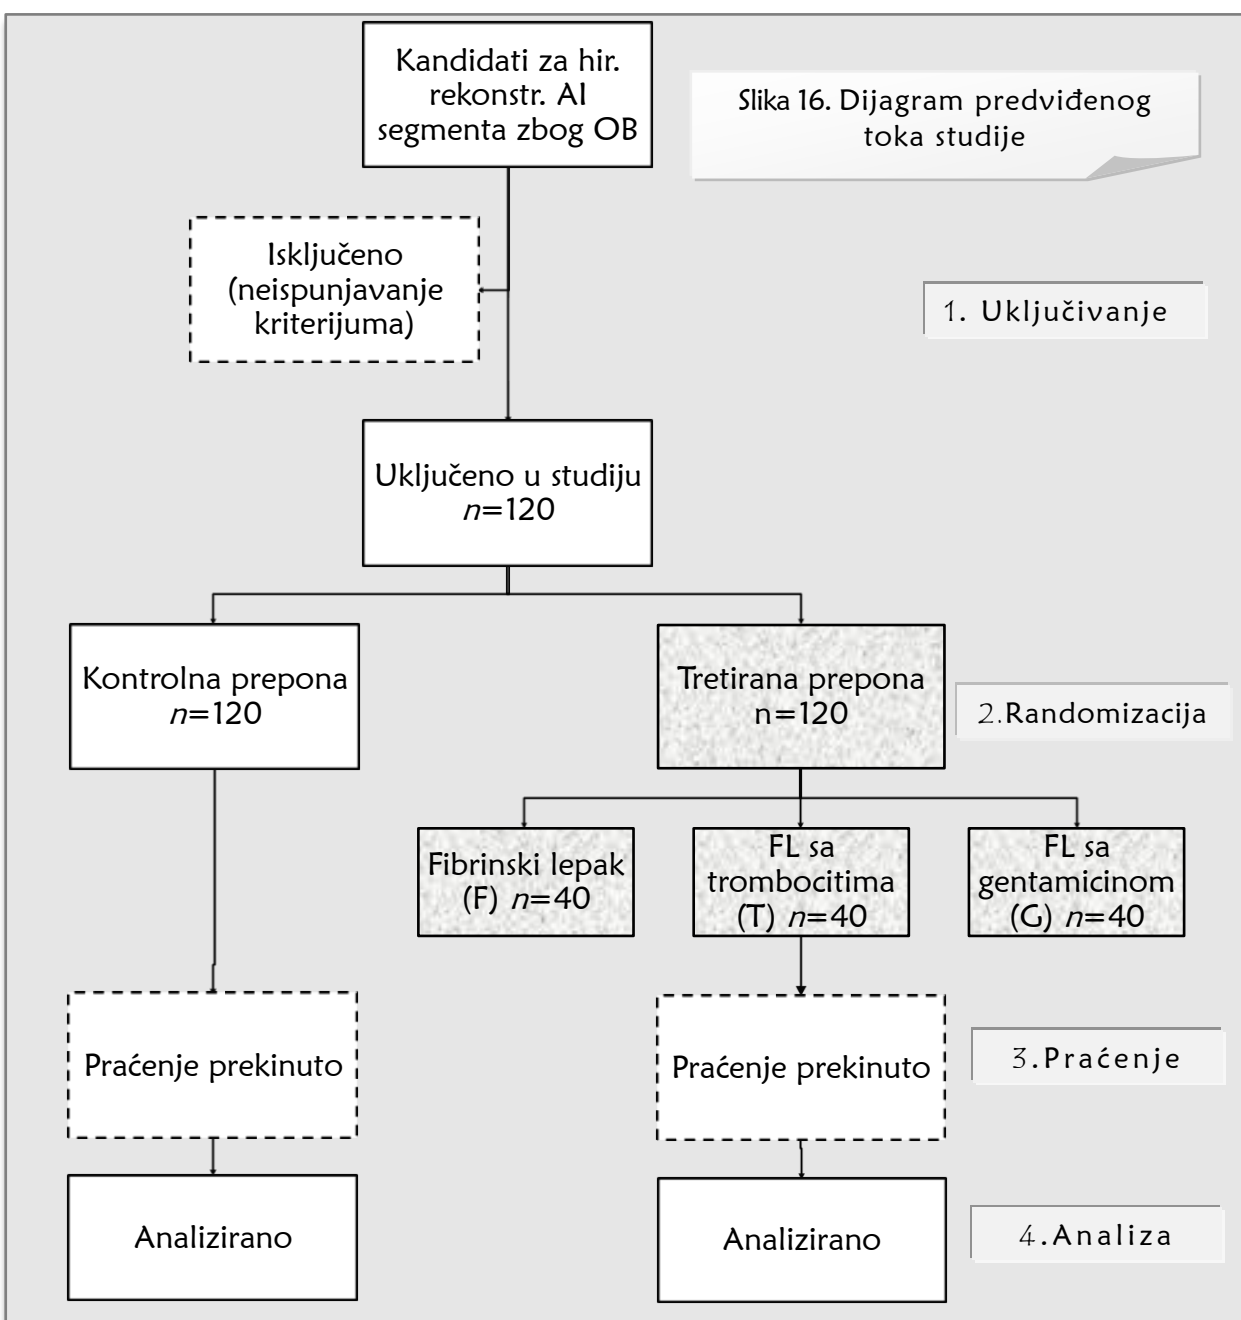 Kandidati za hir.
rekonstr. AI
segmenta zbog OB
Slika 16. Dijagram predviđenog
toka studije
Isključeno
(neispunjavanje
kriterijuma)
1. Uključivanje
Uključeno u studiju
n=120
Kontrolna prepona
n=120
Tretirana prepona
n=120
2.Randomizacija
Fibrinski lepak
(F) n=40
FL sa
trombocitima
(T) n=40
FL sa
gentamicinom
(G) n=40
Praćenje prekinuto
Praćenje prekinuto
3.Praćenje
Analizirano
Analizirano
4.Analiza